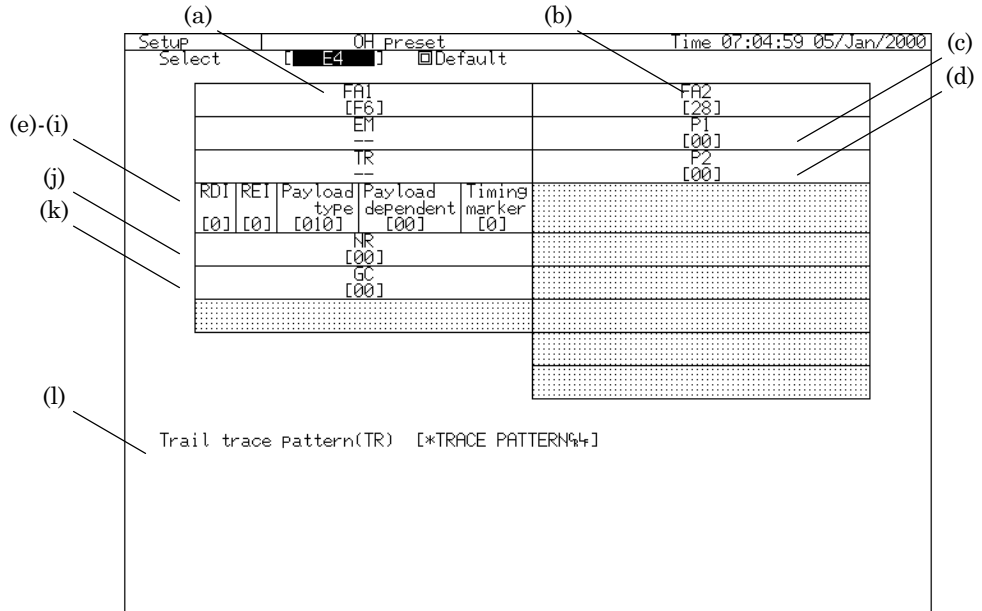 (a)
(b)
Setup OH preset Time 07:04:59 05/Jan/2000
(c)
Select [ E4 ] Default
(d)
FA1
[F6]
FA2
[28]
(e)-(i)
EM
--
P1
[00]
TR
--
P2
[00]
(j)
RDI REI Payload type Payload dependent Timing marker
(k)
[0] [0] [010] [00] [0]
NR
[00]
GC
[00]
(l)
Trail trace pattern(TR) [*TRACE PATTERN]